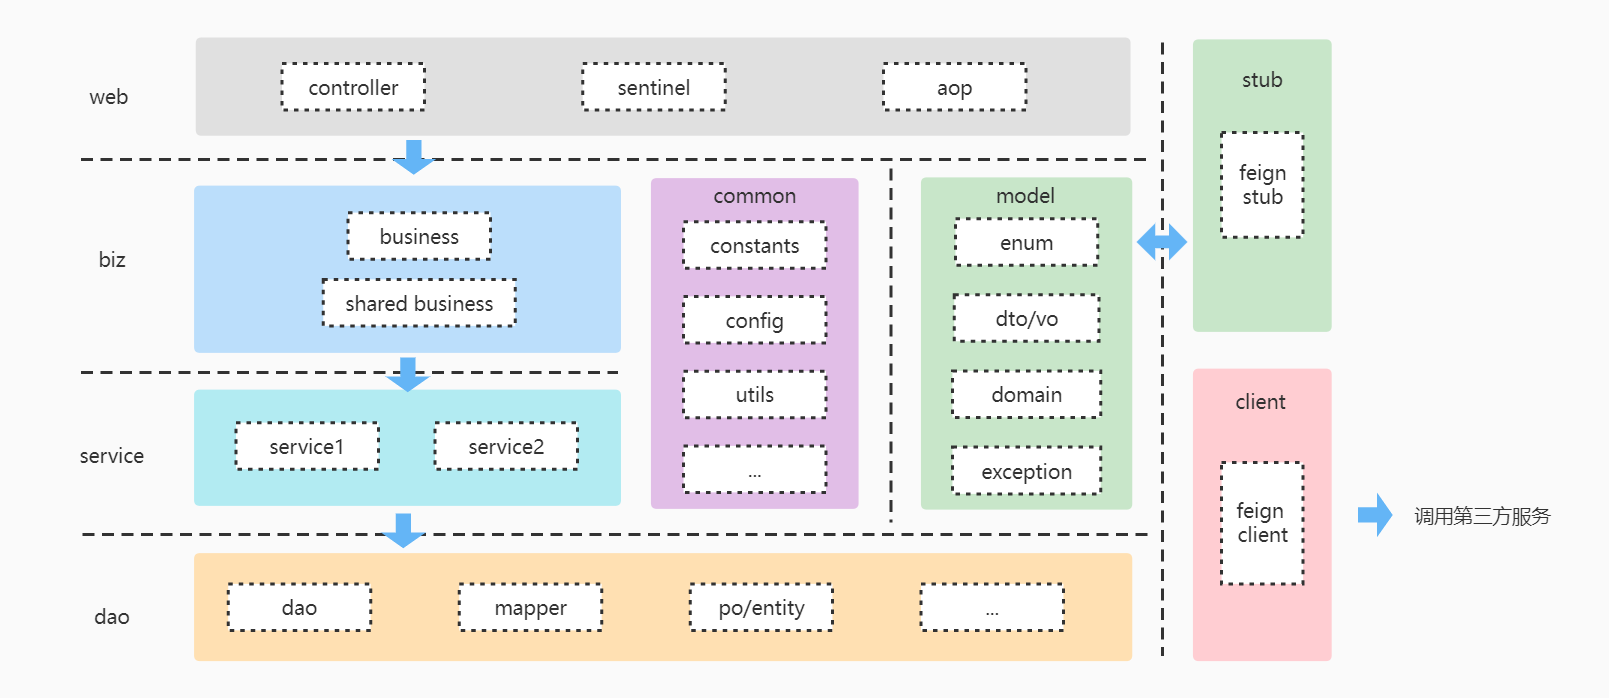 web
controller
sentinel
aop
biz
business
shared business
common
constants
config
utils
...
model
enum
dto/vo
domain
exception
service
service1
service2
dao
dao
mapper
po/entity
...
stub
feign
stub
client
feign
client
调用第三方服务